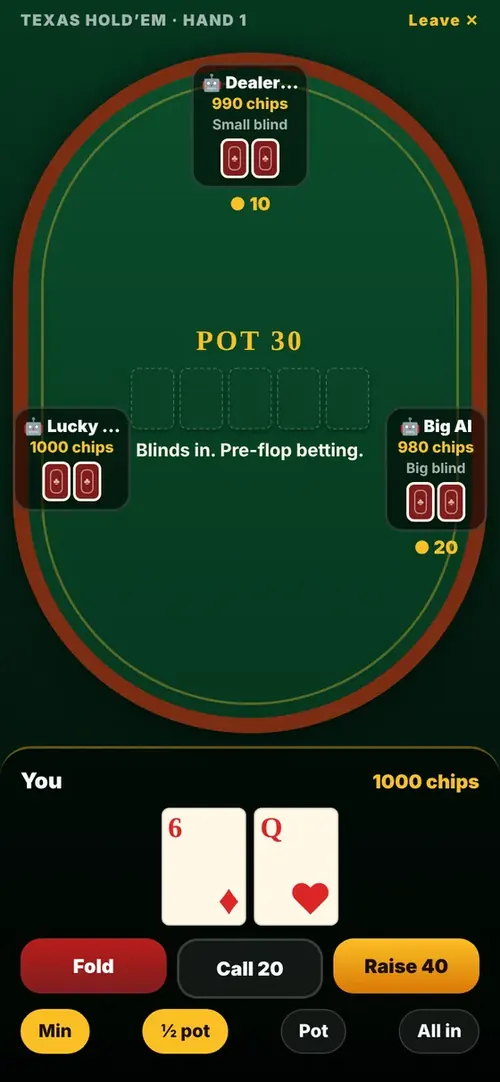 TEXAS HOLD’EM · HAND 1
Leave ✕
Dealer…
990 chips
Small blind
10
POT 30
Lucky …
1000 chips
Blinds in. Pre-flop betting.
Big Al
980 chips
Big blind
20
You
1000 chips
6
Q
Fold
Call 20
Raise 40
Min
½ pot
Pot
All in